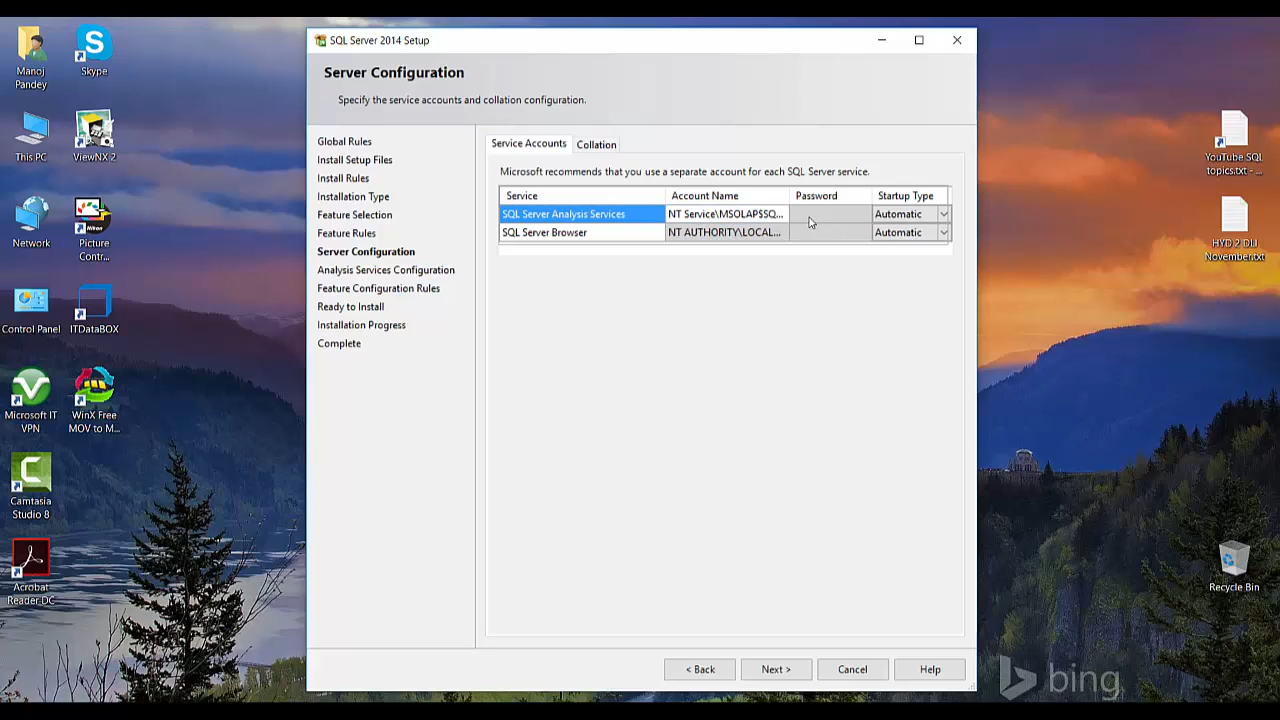 Manoj
Pandey
Skype
This PC
ViewNX 2
Network
Picture
Contr...
Control Panel
ITDataBOX
Microsoft IT
VPN
WinX Free
MOV to M...
Camtasia
Studio 8
Acrobat
Reader DC
SQL Server 2014 Setup
Server Configuration
Specify the service accounts and collation configuration.
Global Rules
Install Setup Files
Install Rules
Installation Type
Feature Selection
Feature Rules
Server Configuration
Analysis Services Configuration
Feature Configuration Rules
Ready to Install
Installation Progress
Complete
Service Accounts Collation
Microsoft recommends that you use a separate account for each SQL Server service.
Service Account Name Password Startup Type
SQL Server Analysis Services NT Service\MSOLAP$SQ... Automatic
SQL Server Browser NT AUTHORITY\LOCAL... Automatic
< Back Next > Cancel Help
YouTube SQL
topics.txt - ...
HYD 2 DLI
November.txt
Recycle Bin
bing